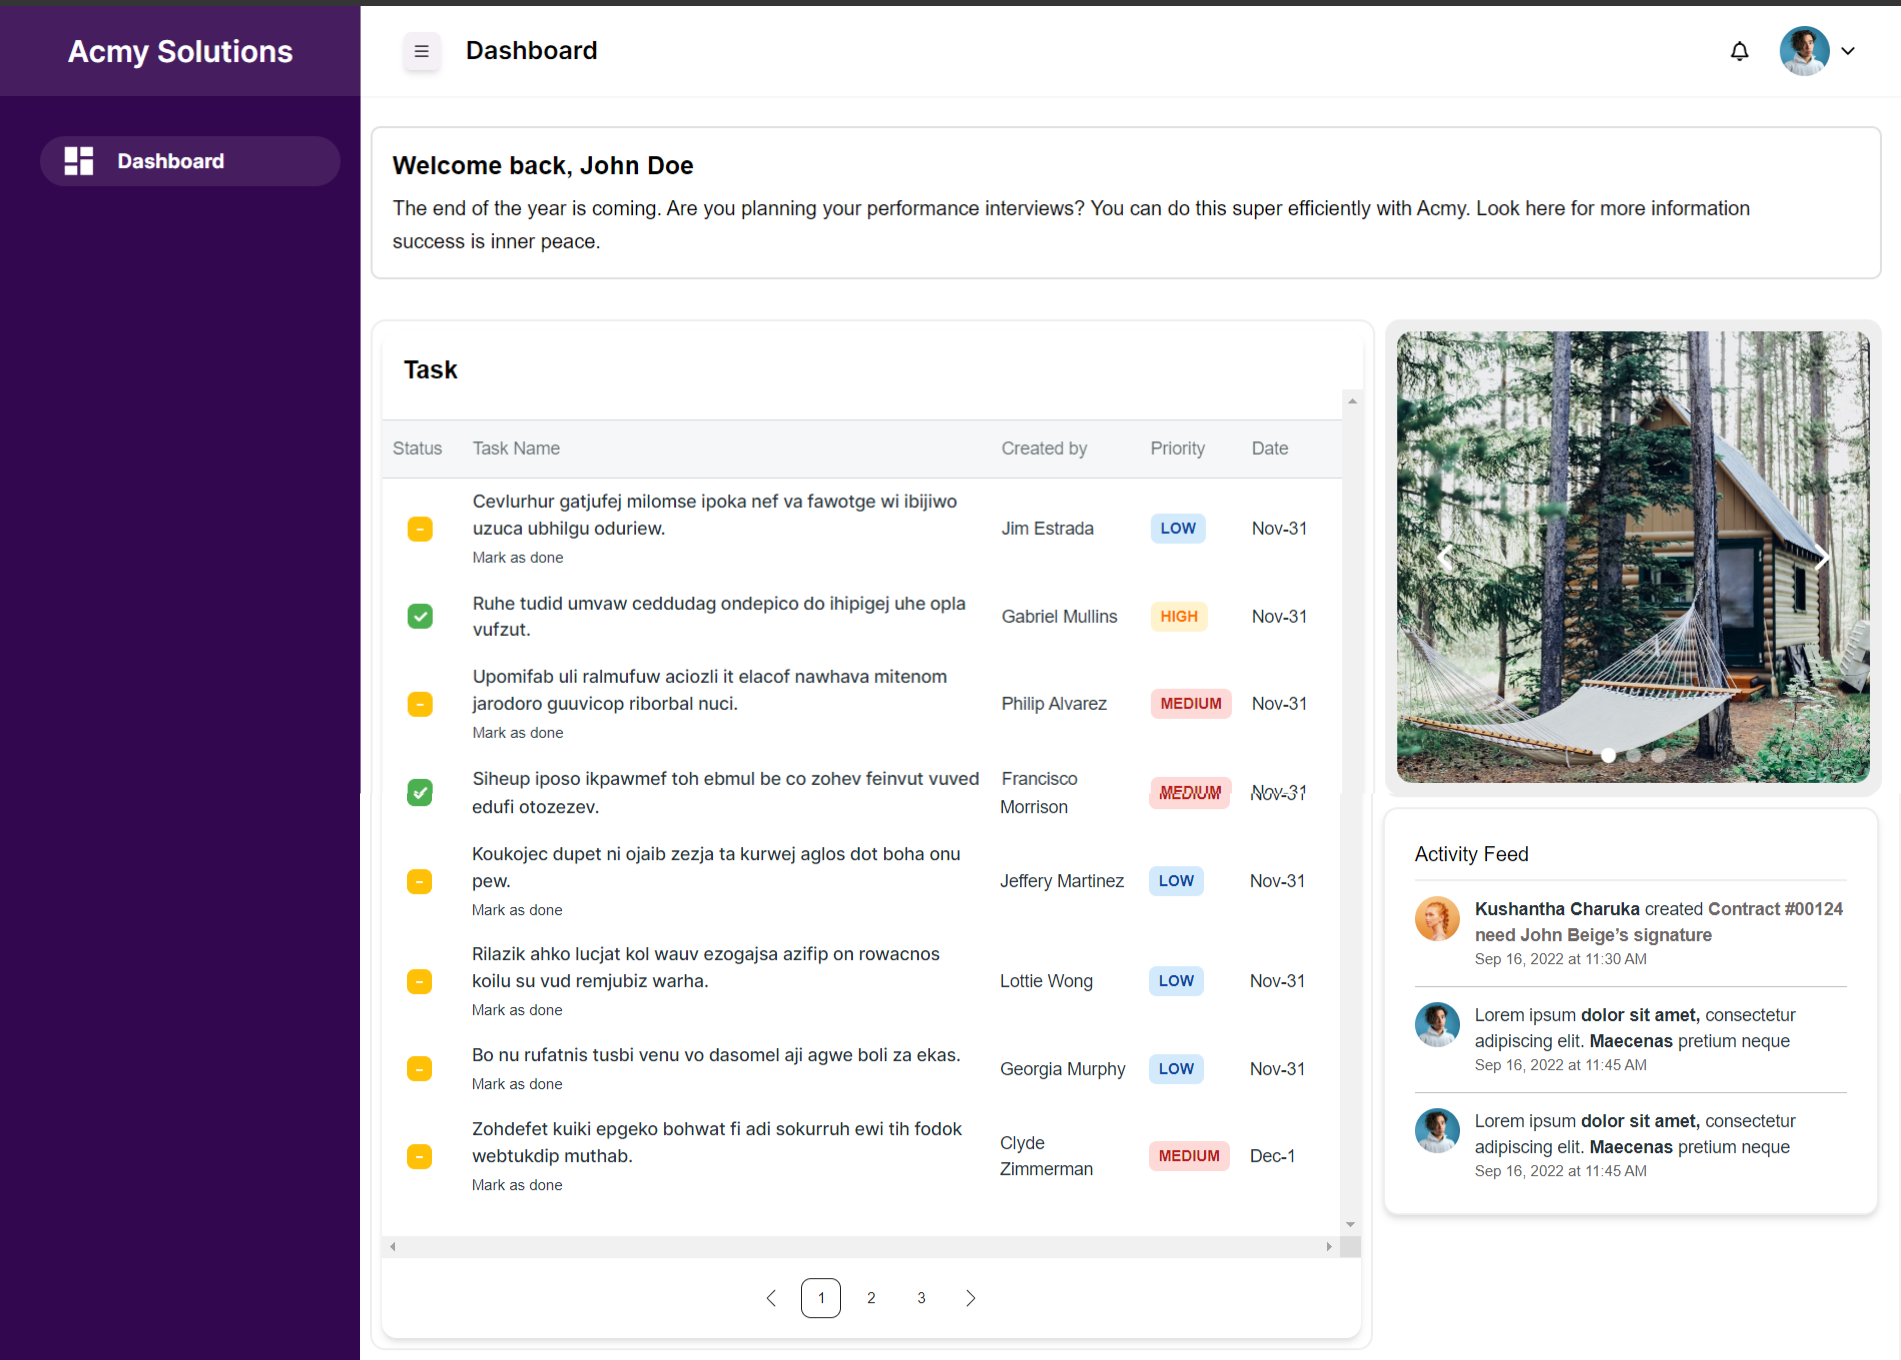 Acmy Solutions
Dashboard
Dashboard
Welcome back, John Doe
The end of the year is coming. Are you planning your performance interviews? You can do this super efficiently with Acmy. Look here for more information
success is inner peace.
Task
Status Task Name Created by Priority Date
Cevlurhur gatjufej milomse ipoka nef va fawotge wi ibijiwo
uzuca ubhilgu oduriew.
Mark as done
Jim Estrada LOW Nov-31
Ruhe tudid umvaw ceddudag ondepico do ihipigej uhe opla
vufzut.
Gabriel Mullins HIGH Nov-31
Upomifab uli ralmufuw aciozli it elacof nawhava mitenom
jarodoro guuvicop riborbal nuci.
Mark as done
Philip Alvarez MEDIUM Nov-31
Siheup iposo ikpawmef toh ebmul be co zohev feinvut vuved
edufi otozezev.
Francisco
Morrison
MEDIUM Nov-31
Koukojec dupet ni ojaib zezja ta kurwej aglos dot boha onu
pew.
Mark as done
Jeffery Martinez LOW Nov-31
Rilazik ahko lucjat kol wauv ezogajsa azifip on rowacnos
koilu su vud remjubiz warha.
Mark as done
Lottie Wong LOW Nov-31
Bo nu rufatnis tusbi venu vo dasomel aji agwe boli za ekas.
Mark as done
Georgia Murphy LOW Nov-31
Zohdefet kuiki epgeko bohwat fi adi sokurruh ewi tih fodok
webtukdip muthab.
Mark as done
Clyde
Zimmerman
MEDIUM Dec-1
1 2 3
Activity Feed
Kushantha Charuka created Contract #00124
need John Beige’s signature
Sep 16, 2022 at 11:30 AM
Lorem ipsum dolor sit amet, consectetur
adipiscing elit. Maecenas pretium neque
Sep 16, 2022 at 11:45 AM
Lorem ipsum dolor sit amet, consectetur
adipiscing elit. Maecenas pretium neque
Sep 16, 2022 at 11:45 AM